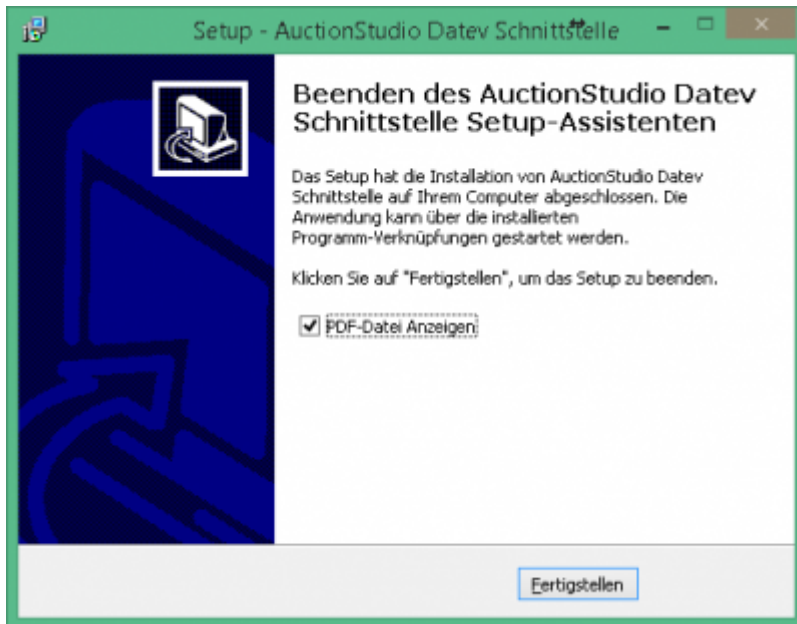 Setup - AuctionStudio Datev Schnittstelle
Beenden des AuctionStudio Datev
Schnittstelle Setup-Assistenten
Das Setup hat die Installation von AuctionStudio Datev
Schnittstelle auf Ihrem Computer abgeschlossen. Die
Anwendung kann über die installierten
Programm-Verknüpfungen gestartet werden.
Klicken Sie auf "Fertigstellen", um das Setup zu beenden.
PDF-Datei Anzeigen
Fertigstellen